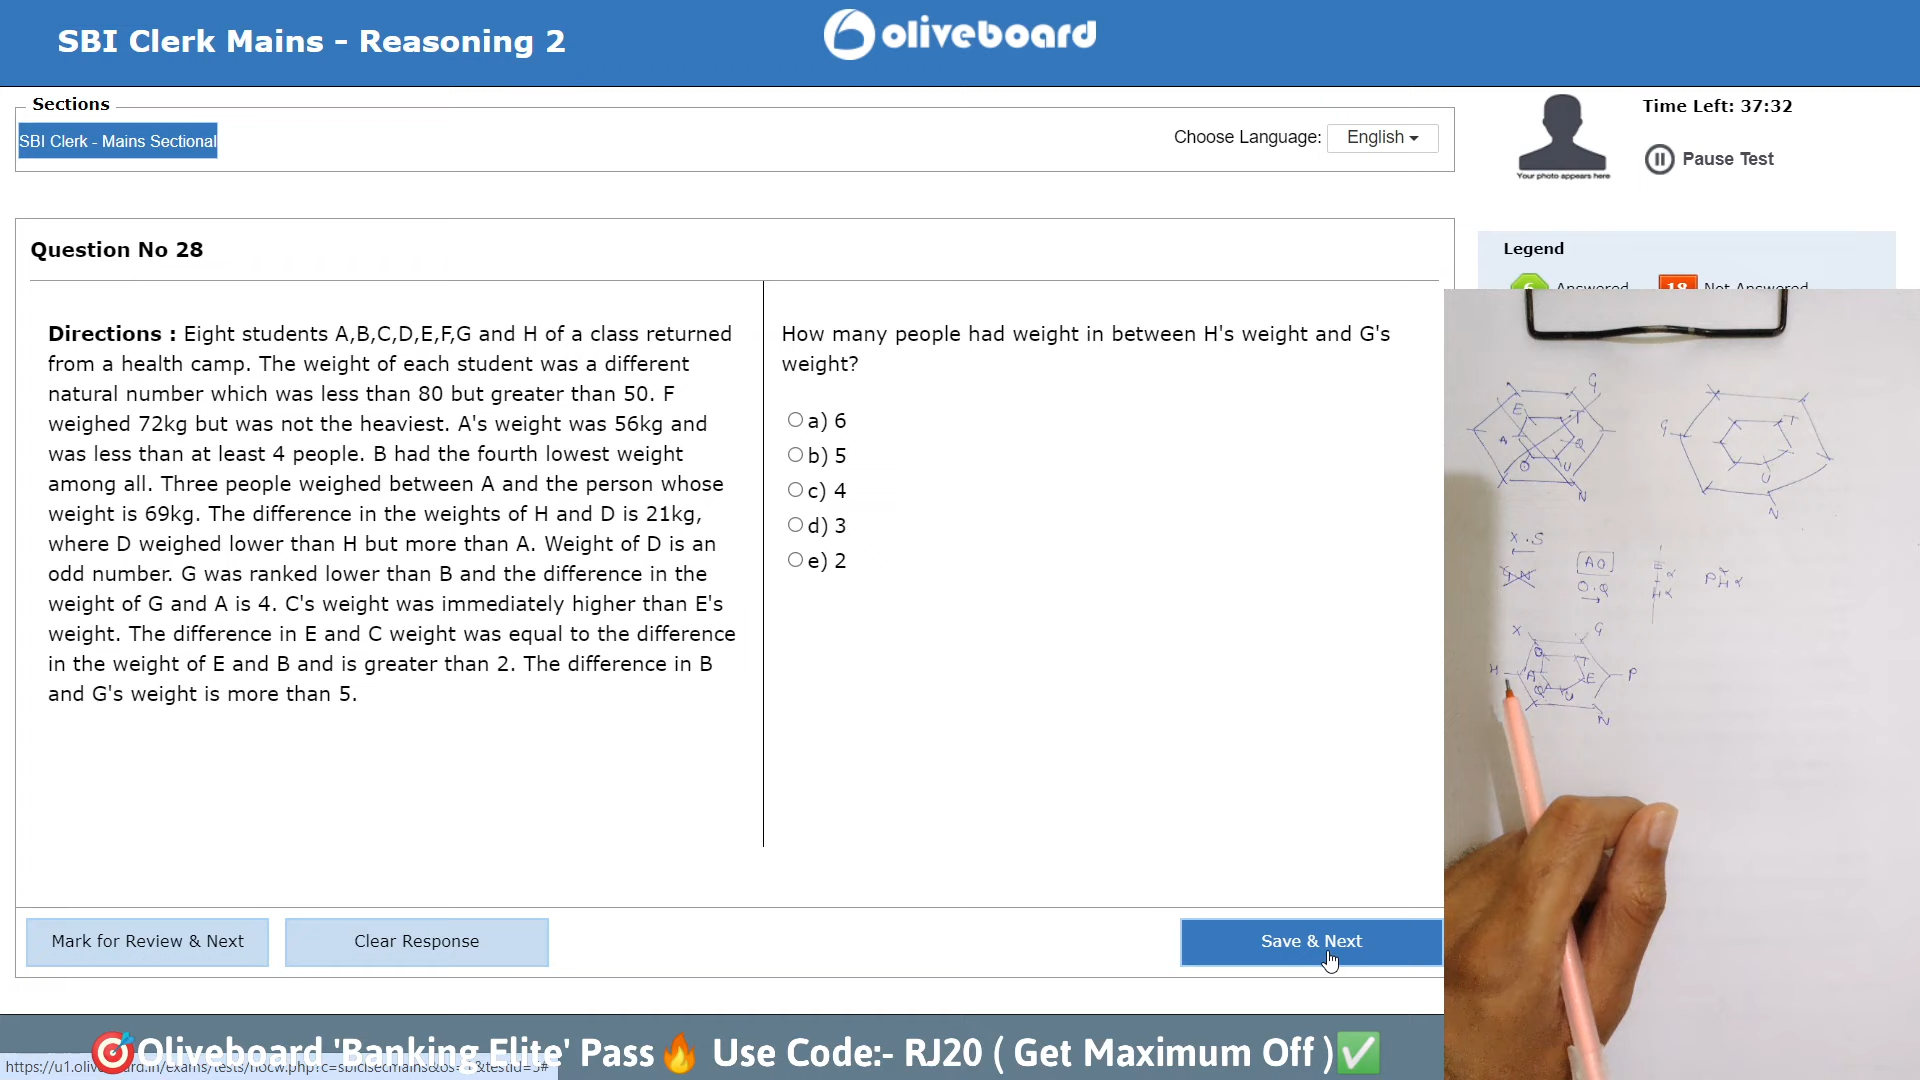 SBI Clerk Mains - Reasoning 2
oliveboard
Sections
SBI Clerk - Mains Sectional
Choose Language: English
Your photo appears here
Time Left: 37:32
Pause Test
Question No 28
Legend
Answered 18 Not Answered
Directions : Eight students A,B,C,D,E,F,G and H of a class returned
from a health camp. The weight of each student was a different
natural number which was less than 80 but greater than 50. F
weighed 72kg but was not the heaviest. A's weight was 56kg and
was less than at least 4 people. B had the fourth lowest weight
among all. Three people weighed between A and the person whose
weight is 69kg. The difference in the weights of H and D is 21kg,
where D weighed lower than H but more than A. Weight of D is an
odd number. G was ranked lower than B and the difference in the
weight of G and A is 4. C's weight was immediately higher than E's
weight. The difference in E and C weight was equal to the difference
in the weight of E and B and is greater than 2. The difference in B
and G's weight is more than 5.
How many people had weight in between H's weight and G's
weight?
a) 6
b) 5
c) 4
d) 3
e) 2
G
E
T
A
Q
O
U
N
G
T
U
N
X . S
A O
O . Q
E
H
P H
X
G
O
T
H
A
E
P
Q
U
N
Mark for Review & Next
Clear Response
Save & Next
🎯Oliveboard 'Banking Elite' Pass🔥 Use Code:- RJ20 ( Get Maximum Off )✅